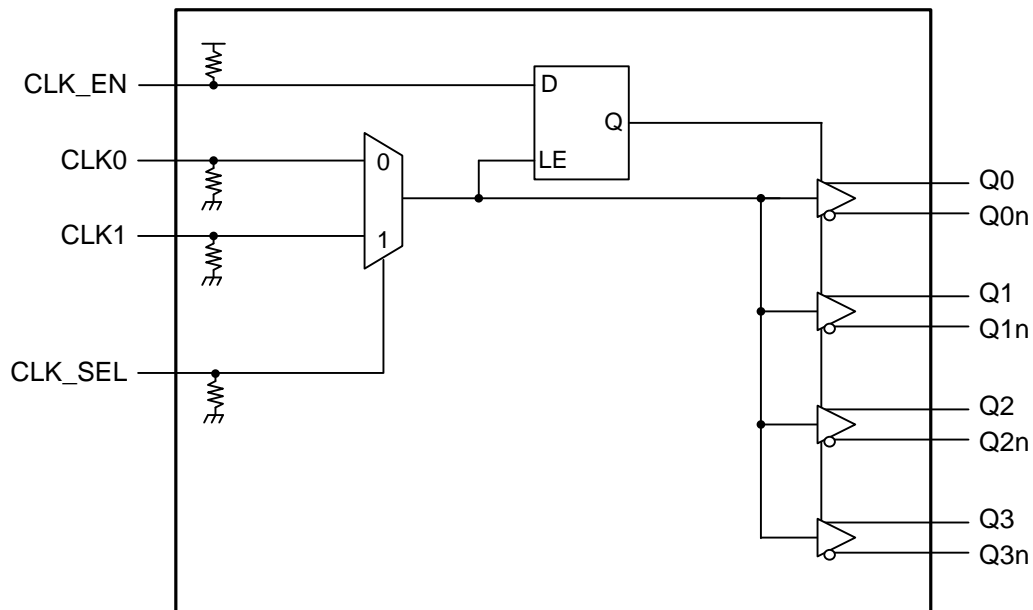 CLK_EN
D
Q
CLK0
0
LE
Q0
Q0n
CLK1
1
Q1
Q1n
CLK_SEL
Q2
Q2n
Q3
Q3n